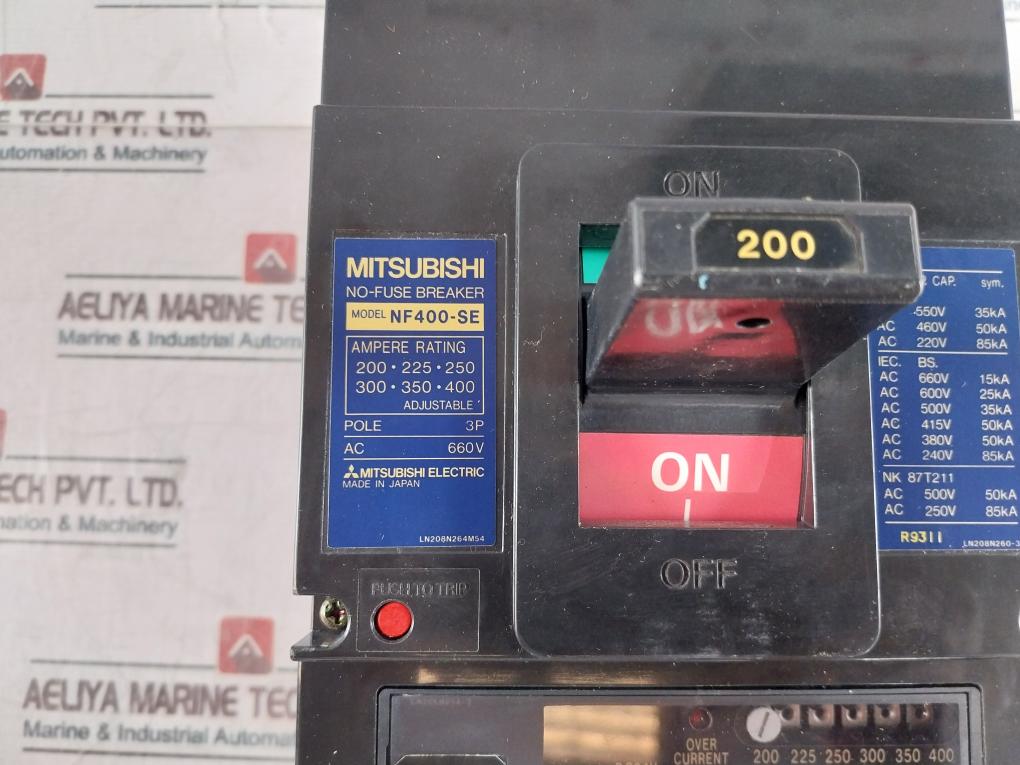 E TECH PVT. LTD.
utomation & Machinery
AELIYA MARINE TE
Marine & Industrial Autom
ECH PVT. LTD.
mation & Machinery
AELIYA MARINE TEC
Marine & Industrial Automat
MITSUBISHI
NO-FUSE BREAKER
MODEL NF400-SE
AMPERE RATING
200 • 225 • 250
300 • 350 • 400
ADJUSTABLE
POLE 3P
AC 660V
MITSUBISHI ELECTRIC
MADE IN JAPAN
LN208N264M54
PUSH TO TRIP
ON
200
ON
OFF
CAP. sym.
550V 35kA
AC 460V 50kA
AC 220V 85kA
IEC. BS.
AC 660V 15kA
AC 600V 25kA
AC 500V 35kA
AC 415V 50kA
AC 380V 50kA
AC 240V 85kA
NK 87T211
AC 500V 50kA
AC 250V 85kA
R9311 LN208N260-3
OVER
CURRENT
200 225 250 300 350 400